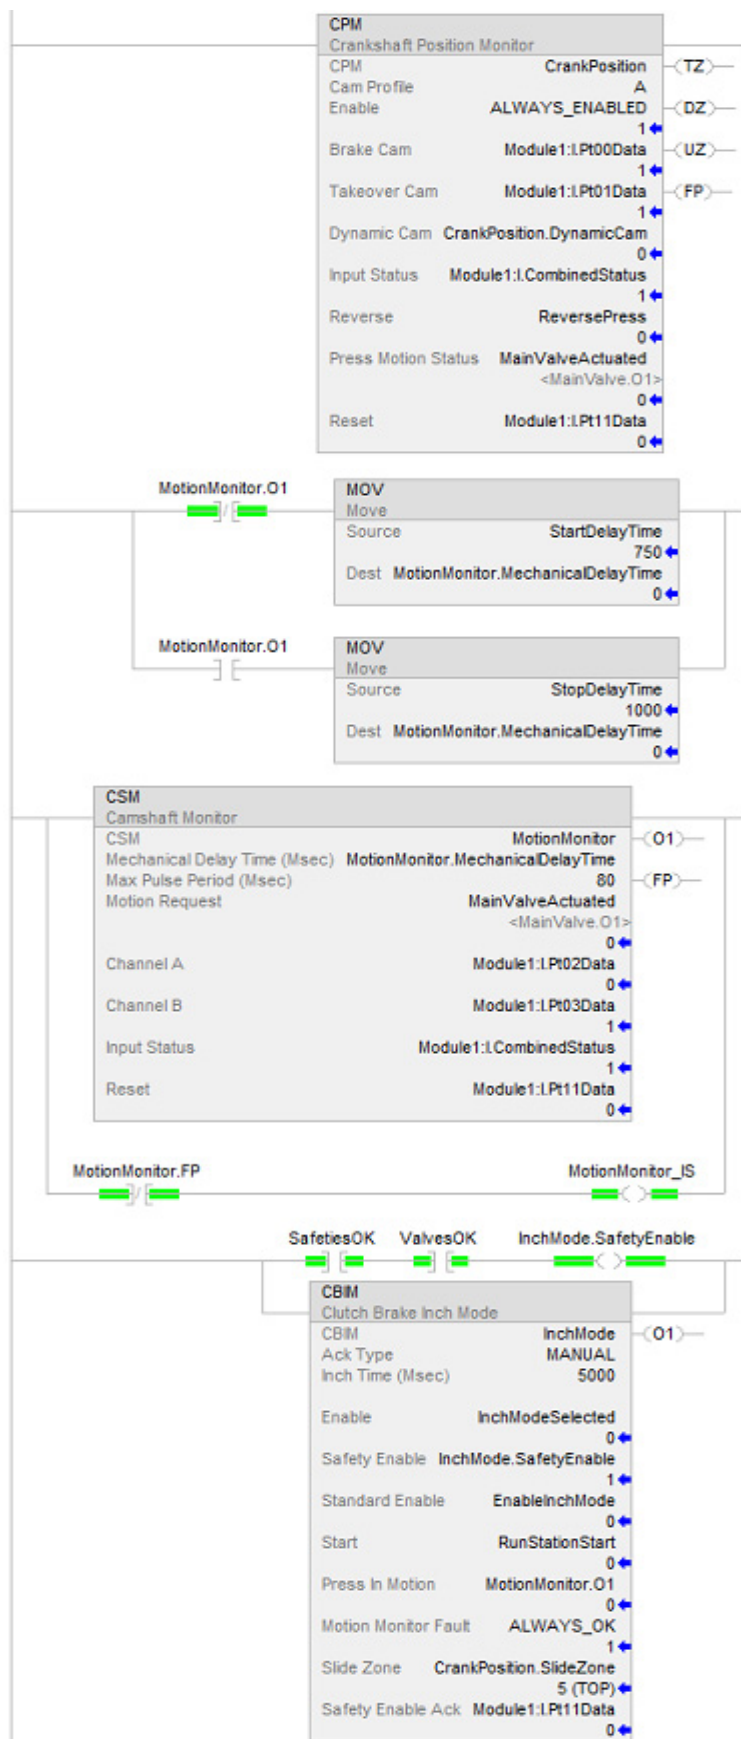 CPM
Crankshaft Position Monitor
CPM CrankPosition (TZ)
Cam Profile A
Enable ALWAYS_ENABLED (DZ)
1
Brake Cam Module1:I.Pt00Data (UZ)
1
Takeover Cam Module1:I.Pt01Data (FP)
1
Dynamic Cam CrankPosition.DynamicCam
0
Input Status Module1:I.CombinedStatus
1
Reverse ReversePress
0
Press Motion Status MainValveActuated
<MainValve.O1>
0
Reset Module1:I.Pt11Data
0
MotionMonitor.O1 MOV
Move
Source StartDelayTime
750
Dest MotionMonitor.MechanicalDelayTime
0
MotionMonitor.O1 MOV
Move
Source StopDelayTime
1000
Dest MotionMonitor.MechanicalDelayTime
0
CSM
Camshaft Monitor
CSM MotionMonitor (O1)
Mechanical Delay Time (Msec) MotionMonitor.MechanicalDelayTime
Max Pulse Period (Msec) 80 (FP)
Motion Request MainValveActuated
<MainValve.O1>
0
Channel A Module1:I.Pt02Data
0
Channel B Module1:I.Pt03Data
1
Input Status Module1:I.CombinedStatus
1
Reset Module1:I.Pt11Data
0
MotionMonitor.FP MotionMonitor_IS
SafetiesOK ValvesOK InchMode.SafetyEnable
CBIM
Clutch Brake Inch Mode
CBIM InchMode (O1)
Ack Type MANUAL
Inch Time (Msec) 5000
Enable InchModeSelected
0
Safety Enable InchMode.SafetyEnable
1
Standard Enable EnableInchMode
0
Start RunStationStart
0
Press In Motion MotionMonitor.O1
0
Motion Monitor Fault ALWAYS_OK
1
Slide Zone CrankPosition.SlideZone
5 (TOP)
Safety Enable Ack Module1:I.Pt11Data
0